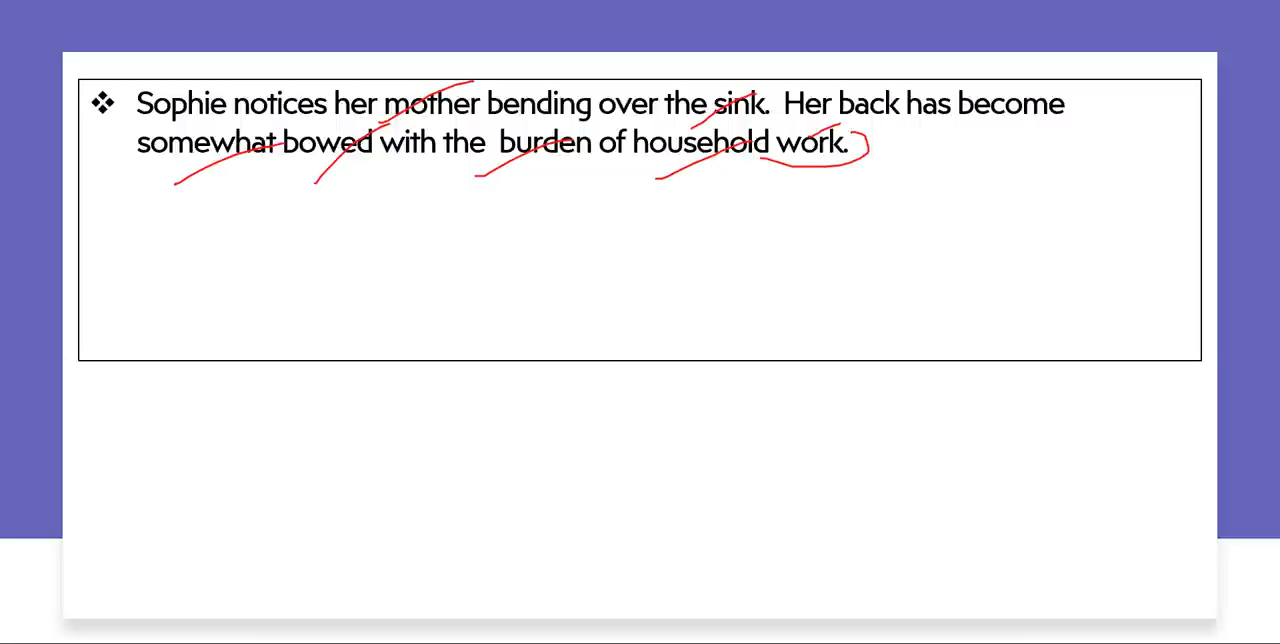 ❖ Sophie notices her mother bending over the sink. Her back has become
somewhat bowed with the burden of household work.